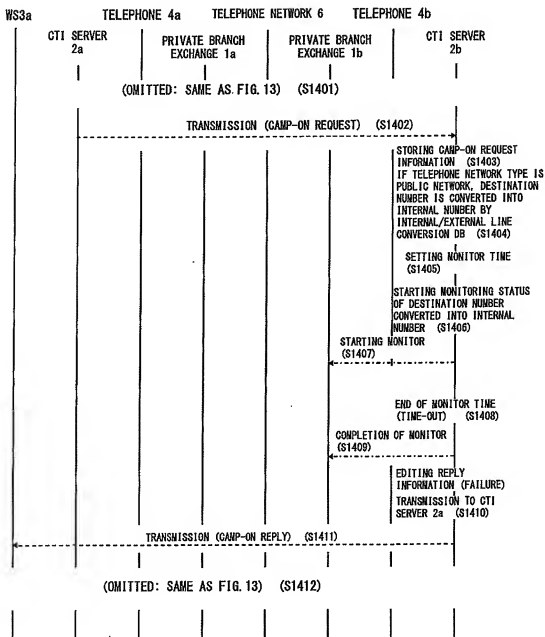 WS3a
TELEPHONE 4a
TELEPHONE NETWORK 6
TELEPHONE 4b
CTI SERVER
2a
PRIVATE BRANCH
EXCHANGE 1a
PRIVATE BRANCH
EXCHANGE 1b
CTI SERVER
2b
(OMITTED: SAME AS FIG. 13) (S1401)
TRANSMISSION (CAMP-ON REQUEST) (S1402)
STORING CAMP-ON REQUEST
INFORMATION (S1403)
IF TELEPHONE NETWORK TYPE IS
PUBLIC NETWORK, DESTINATION
NUMBER IS CONVERTED INTO
INTERNAL NUMBER BY
INTERNAL/EXTERNAL LINE
CONVERSION DB (S1404)
SETTING MONITOR TIME
(S1405)
STARTING MONITORING STATUS
OF DESTINATION NUMBER
CONVERTED INTO INTERNAL
NUMBER (S1406)
STARTING MONITOR
(S1407)
END OF MONITOR TIME
(TIME-OUT) (S1408)
COMPLETION OF MONITOR
(S1409)
EDITING REPLY
INFORMATION (FAILURE)
TRANSMISSION TO CTI
SERVER 2a (S1410)
TRANSMISSION (CAMP-ON REPLY) (S1411)
(OMITTED: SAME AS FIG. 13) (S1412)